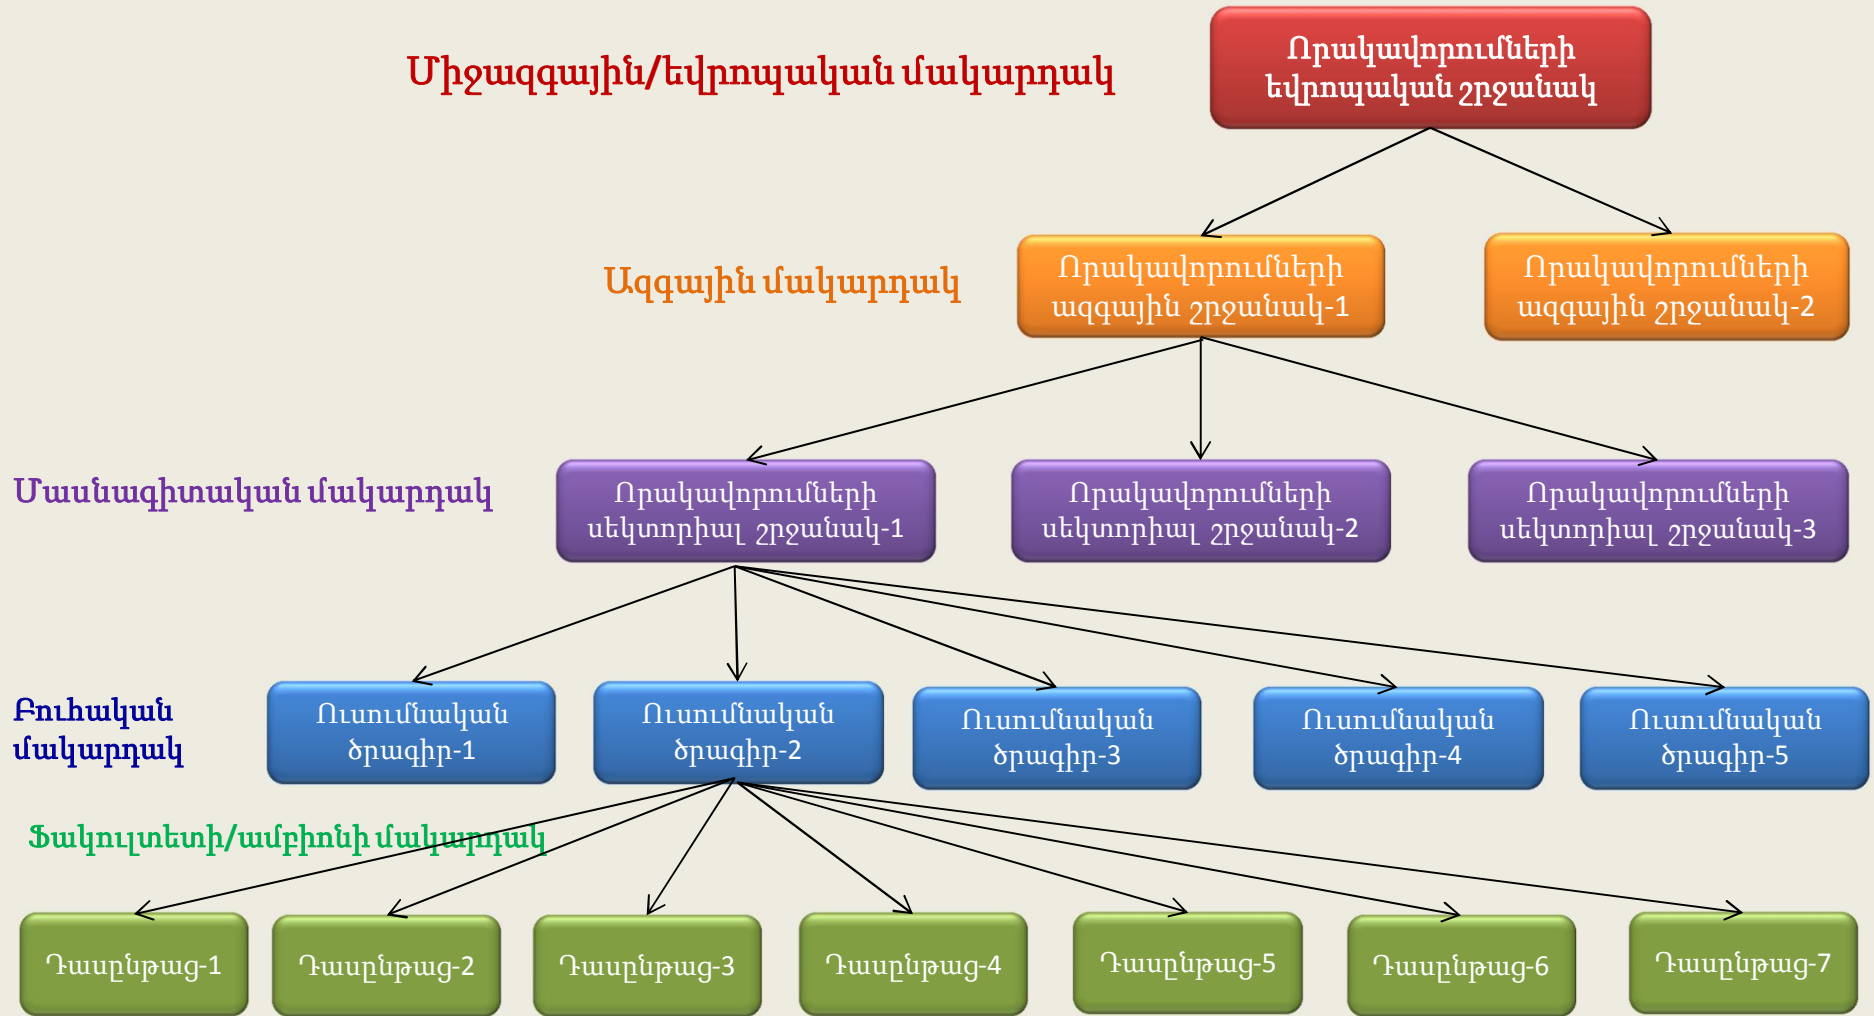 Միջազգային/եվրոպական մակարդակ
Որակավորումների
եվրոպական շրջանակ
Ազգային մակարդակ
Որակավորումների
ազգային շրջանակ-1
Որակավորումների
ազգային շրջանակ-2
Մասնագիտական մակարդակ
Որակավորումների
սեկտորիալ շրջանակ-1
Որակավորումների
սեկտորիալ շրջանակ-2
Որակավորումների
սեկտորիալ շրջանակ-3
Բուհական
մակարդակ
Ուսումնական
ծրագիր-1
Ուսումնական
ծրագիր-2
Ուսումնական
ծրագիր-3
Ուսումնական
ծրագիր-4
Ուսումնական
ծրագիր-5
Ֆակուլտետի/ամբիոնի մակարդակ
Դասընթաց-1
Դասընթաց-2
Դասընթաց-3
Դասընթաց-4
Դասընթաց-5
Դասընթաց-6
Դասընթաց-7